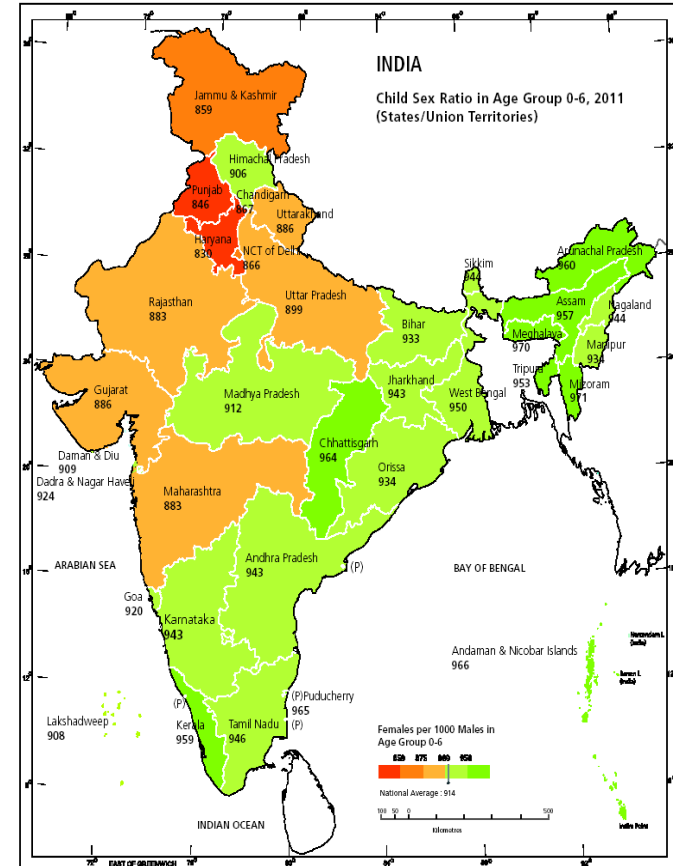 INDIA
Child Sex Ratio in Age Group 0-6, 2011
(States/Union Territories)
Jammu & Kashmir
859
Himachal Pradesh
906
Punjab
846
Chandigarh
867
Uttarakhand
886
Haryana
830
NCT of Delhi
866
Rajasthan
883
Uttar Pradesh
899
Sikkim
944
Arunachal Pradesh
960
Assam
957
Nagaland
944
Bihar
933
Meghalaya
970
Manipur
934
Tripura
953
Mizoram
971
Gujarat
886
Madhya Pradesh
912
Jharkhand
943
West Bengal
950
Chhattisgarh
964
Daman & Diu
909
Dadra & Nagar Haveli
924
Orissa
934
Maharashtra
883
Andhra Pradesh
943
ARABIAN SEA
(P)
BAY OF BENGAL
Goa
920
Karnataka
943
Andaman & Nicobar Islands
966
(P)
(P)Puducherry
965
(P)
Lakshadweep
908
Kerala
959
Tamil Nadu
946
Females per 1000 Males in
Age Group 0-6
National Average : 914
100 50 0 500
Kilometres
INDIAN OCEAN
EAST OF GREENWICH